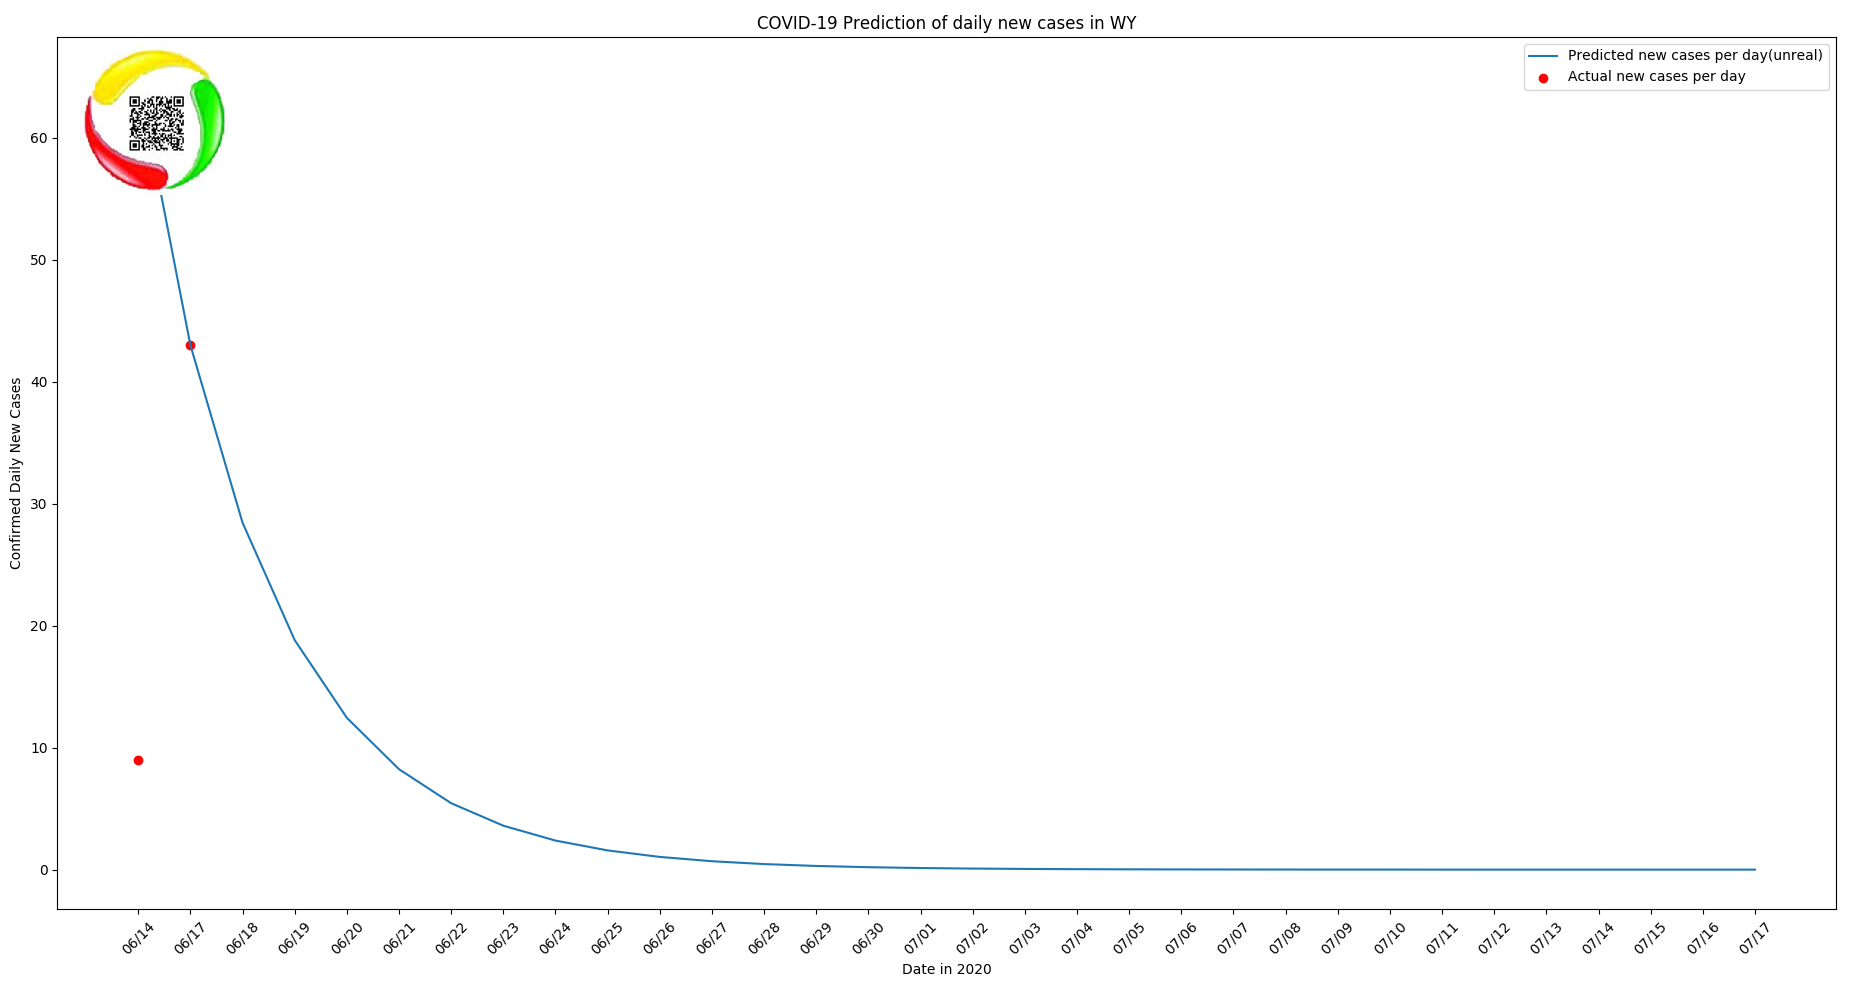 COVID-19 Prediction of daily new cases in WY
Predicted new cases per day(unreal)
Actual new cases per day
Confirmed Daily New Cases
60
50
40
30
20
10
0
06/14 06/17 06/18 06/19 06/20 06/21 06/22 06/23 06/24 06/25 06/26 06/27 06/28 06/29 06/30 07/01 07/02 07/03 07/04 07/05 07/06 07/07 07/08 07/09 07/10 07/11 07/12 07/13 07/14 07/15 07/16 07/17
Date in 2020